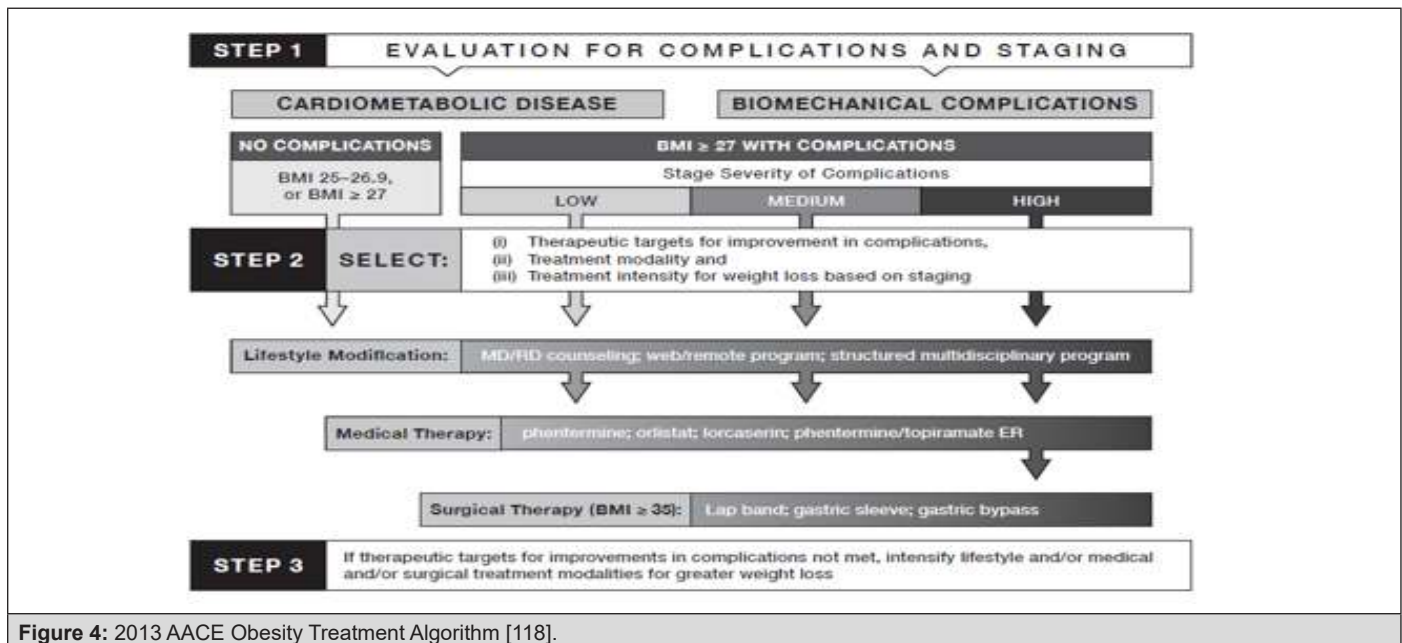 STEP 1
EVALUATION FOR COMPLICATIONS AND STAGING
CARDIOMETABOLIC DISEASE
BIOMECHANICAL COMPLICATIONS
NO COMPLICATIONS
BMI 25–26.9,
or BMI ≥ 27
BMI ≥ 27 WITH COMPLICATIONS
Stage Severity of Complications
LOW
MEDIUM
HIGH
STEP 2
SELECT:
(i) Therapeutic targets for improvement in complications,
(ii) Treatment modality and
(iii) Treatment intensity for weight loss based on staging
Lifestyle Modification:
MD/RD counseling; web/remote program; structured multidisciplinary program
Medical Therapy:
phentermine; orlistat; lorcaserin; phentermine/topiramate ER
Surgical Therapy (BMI ≥ 35):
Lap band; gastric sleeve; gastric bypass
STEP 3
If therapeutic targets for improvements in complications not met, intensify lifestyle and/or medical
and/or surgical treatment modalities for greater weight loss
Figure 4: 2013 AACE Obesity Treatment Algorithm [118].